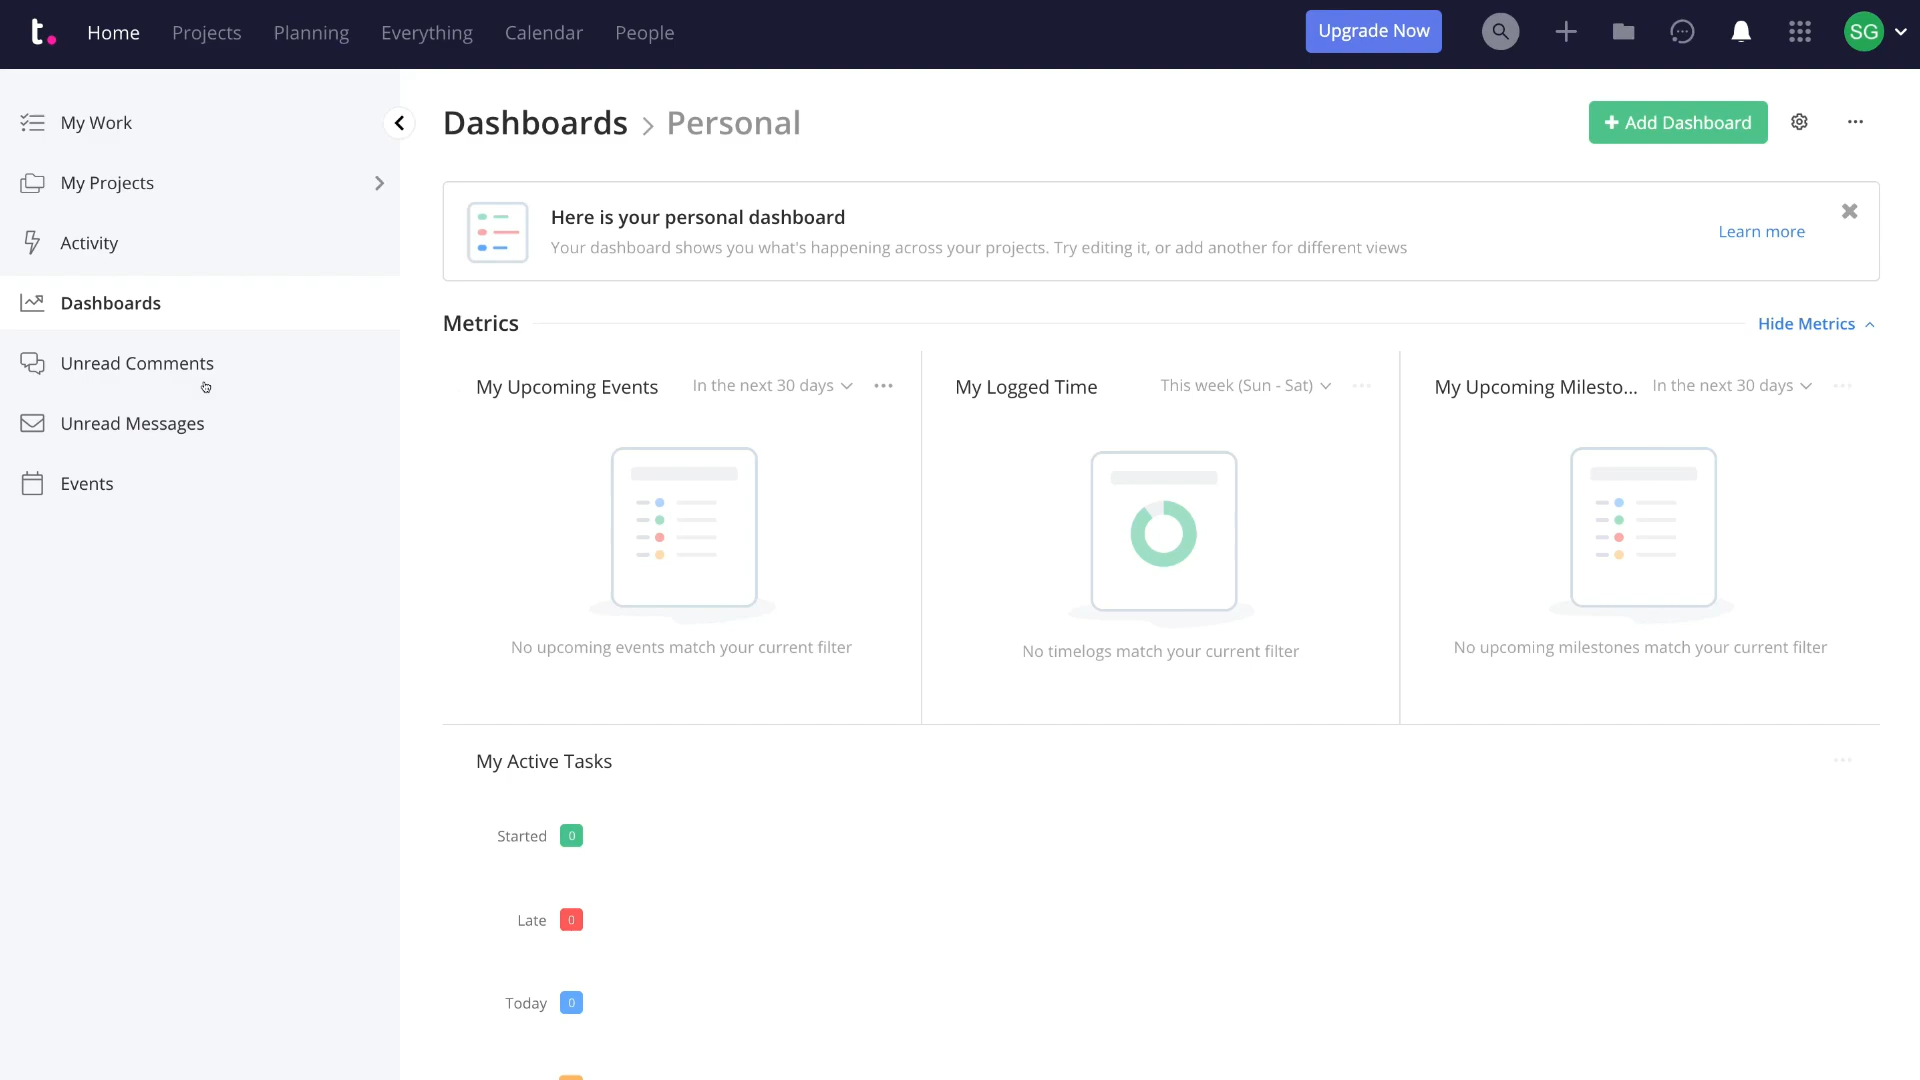 t.
Home
Projects
Planning
Everything
Calendar
People
Upgrade Now
SG
My Work
My Projects
Activity
Dashboards
Unread Comments
Unread Messages
Events
Dashboards > Personal
+ Add Dashboard
Here is your personal dashboard
Your dashboard shows you what's happening across your projects. Try editing it, or add another for different views
Learn more
Metrics
Hide Metrics
My Upcoming Events
In the next 30 days
No upcoming events match your current filter
My Logged Time
This week (Sun - Sat)
No timelogs match your current filter
My Upcoming Milesto...
In the next 30 days
No upcoming milestones match your current filter
My Active Tasks
Started 0
Late 0
Today 0